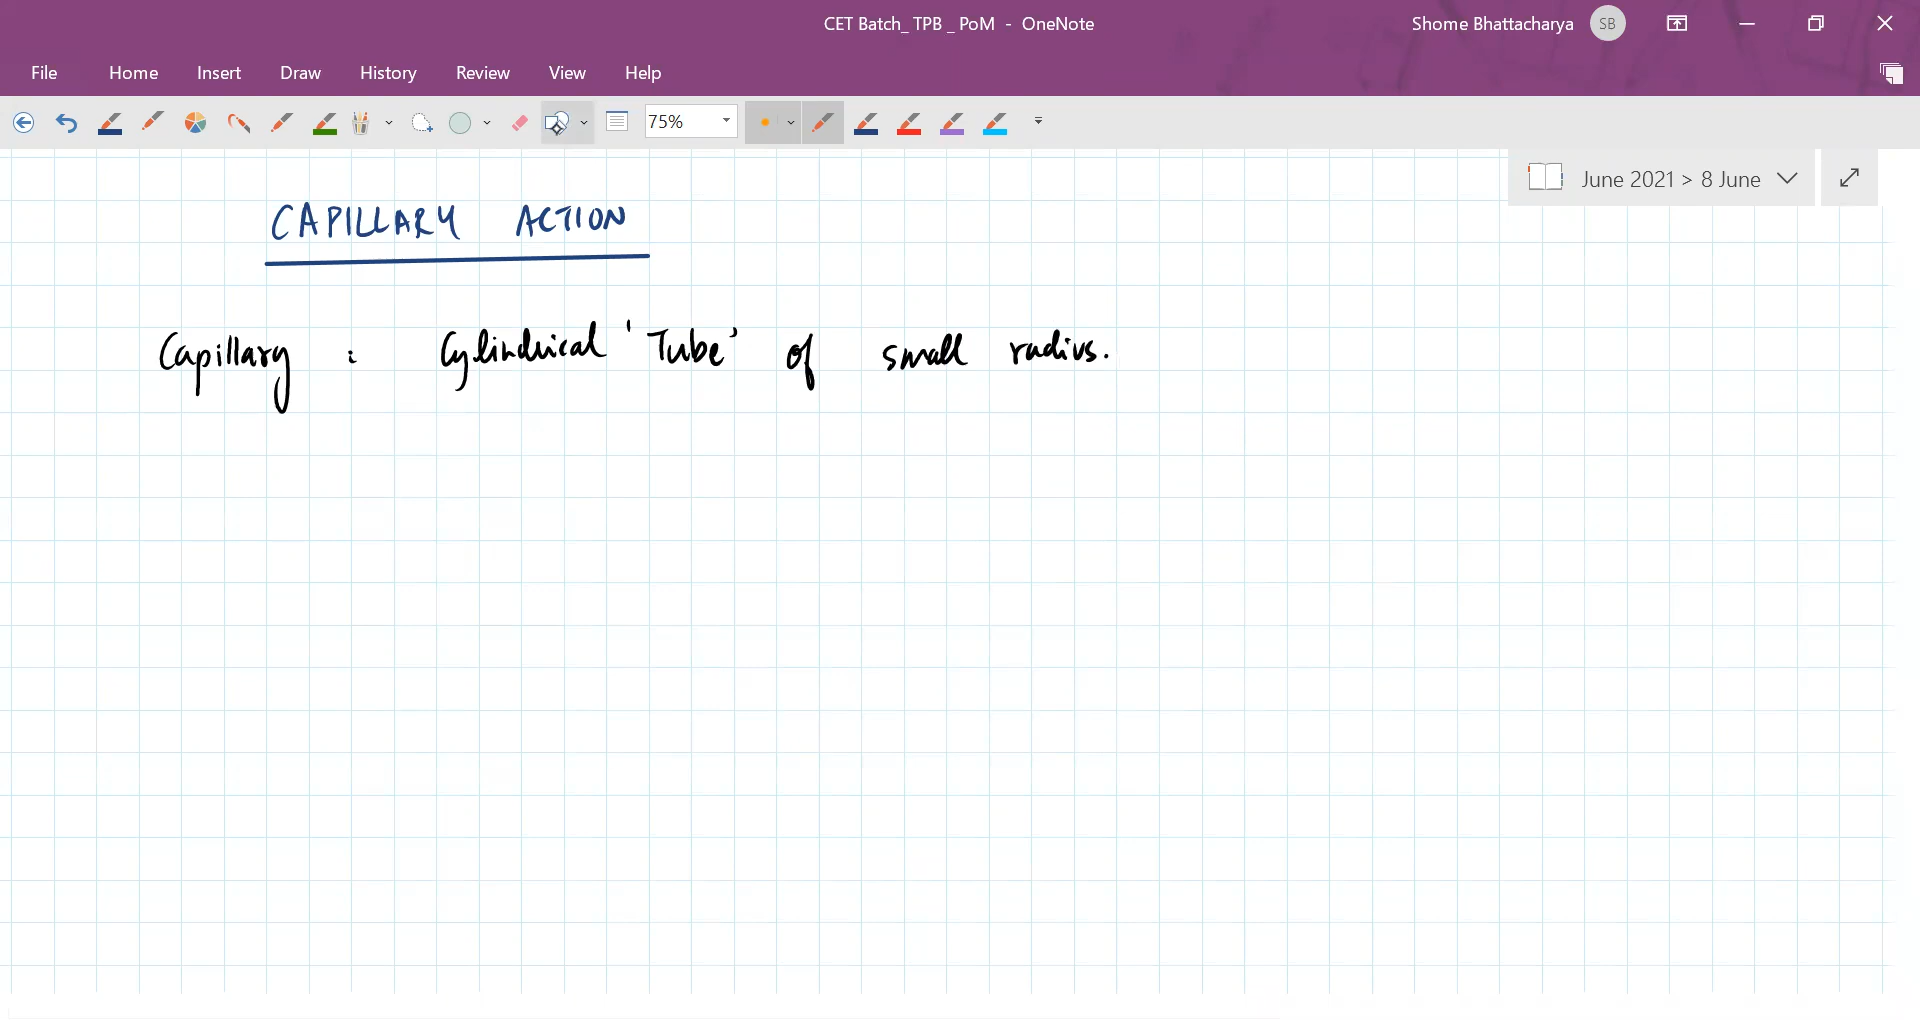 CET Batch_ TPB _ PoM - OneNote
Shome Bhattacharya SB
File Home Insert Draw History Review View Help
75%
June 2021 > 8 June
CAPILLARY ACTION
Capillary : Cylindrical 'Tube' of small radius.